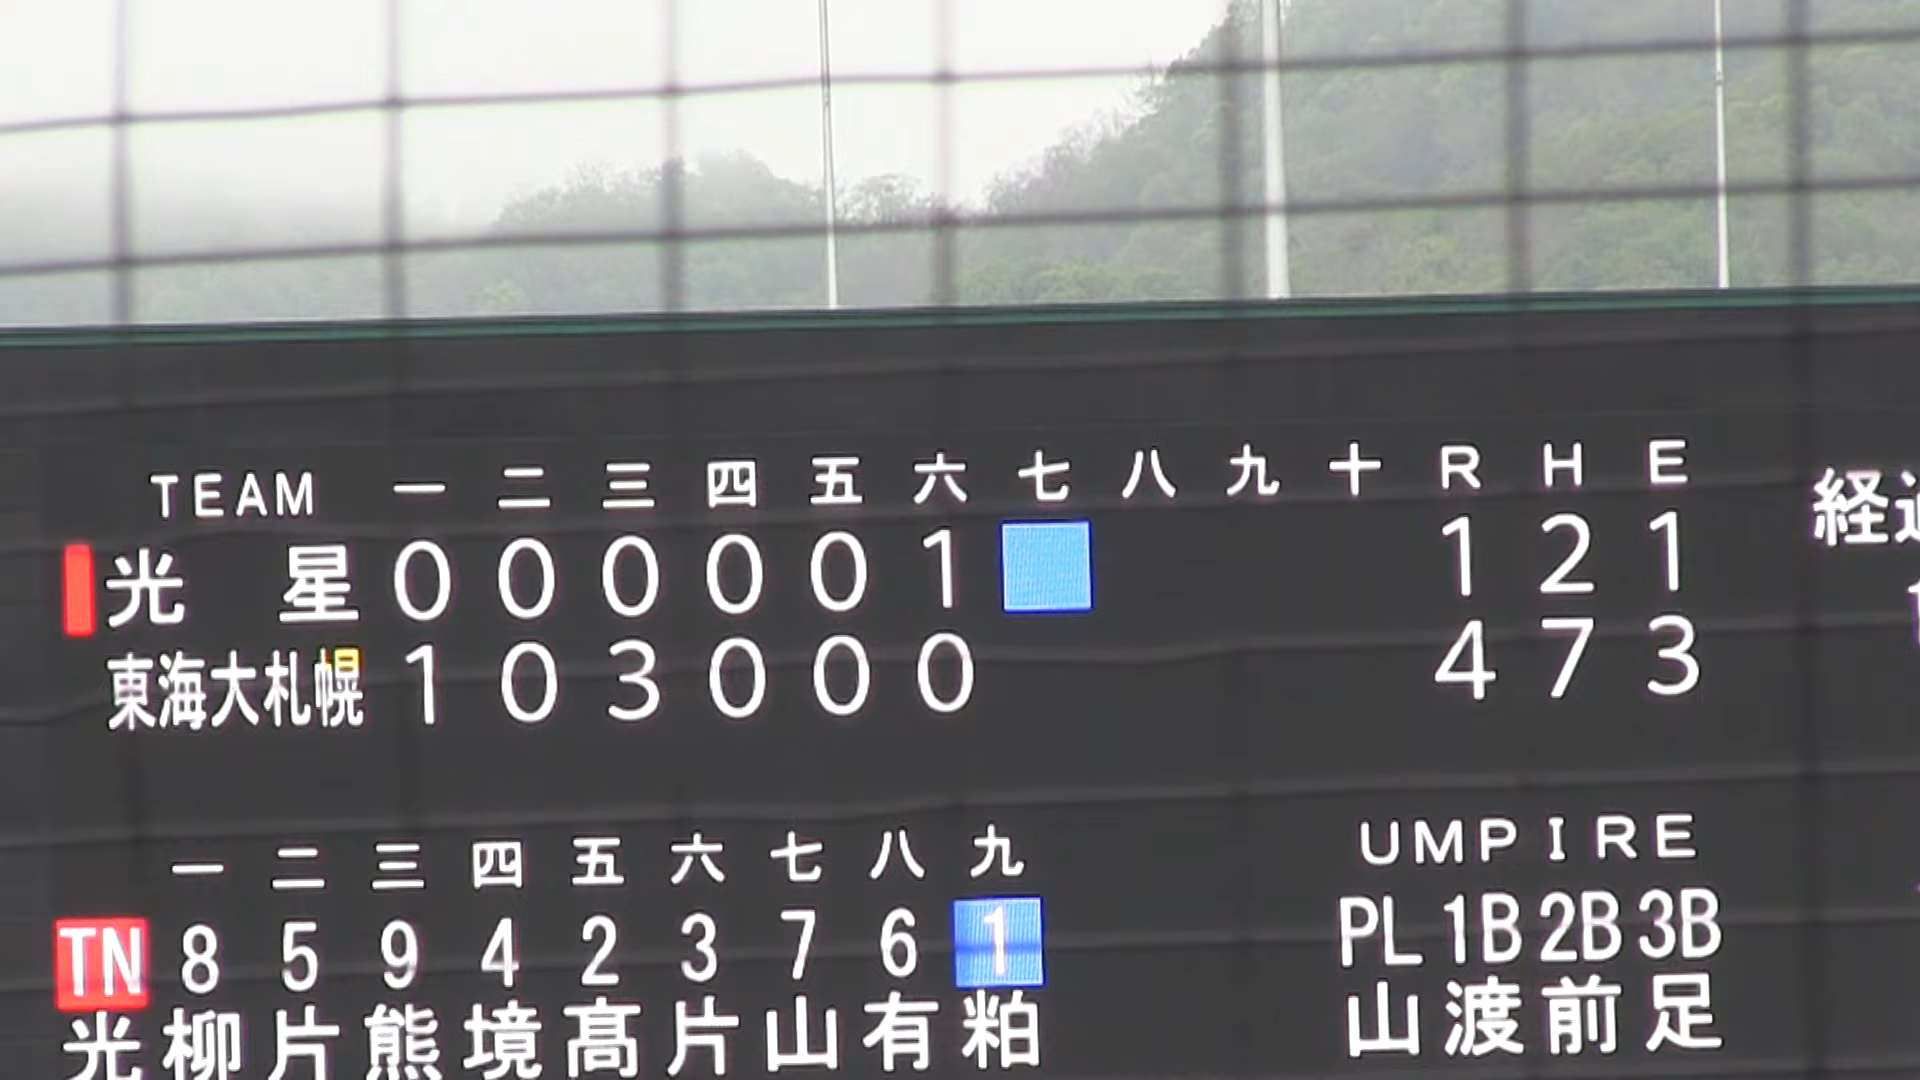 TEAM 一 二 三 四 五 六 七 八 九 十 R H E
光 星 0 0 0 0 0 1 1 2 1
東海大札幌 1 0 3 0 0 0 4 7 3
経
一 二 三 四 五 六 七 八 九
UMPIRE
TN 8 5 9 4 2 3 7 6 1
PL 1B 2B 3B
光 柳 片 熊 境 髙 片 山 有 粕
山 渡 前 足